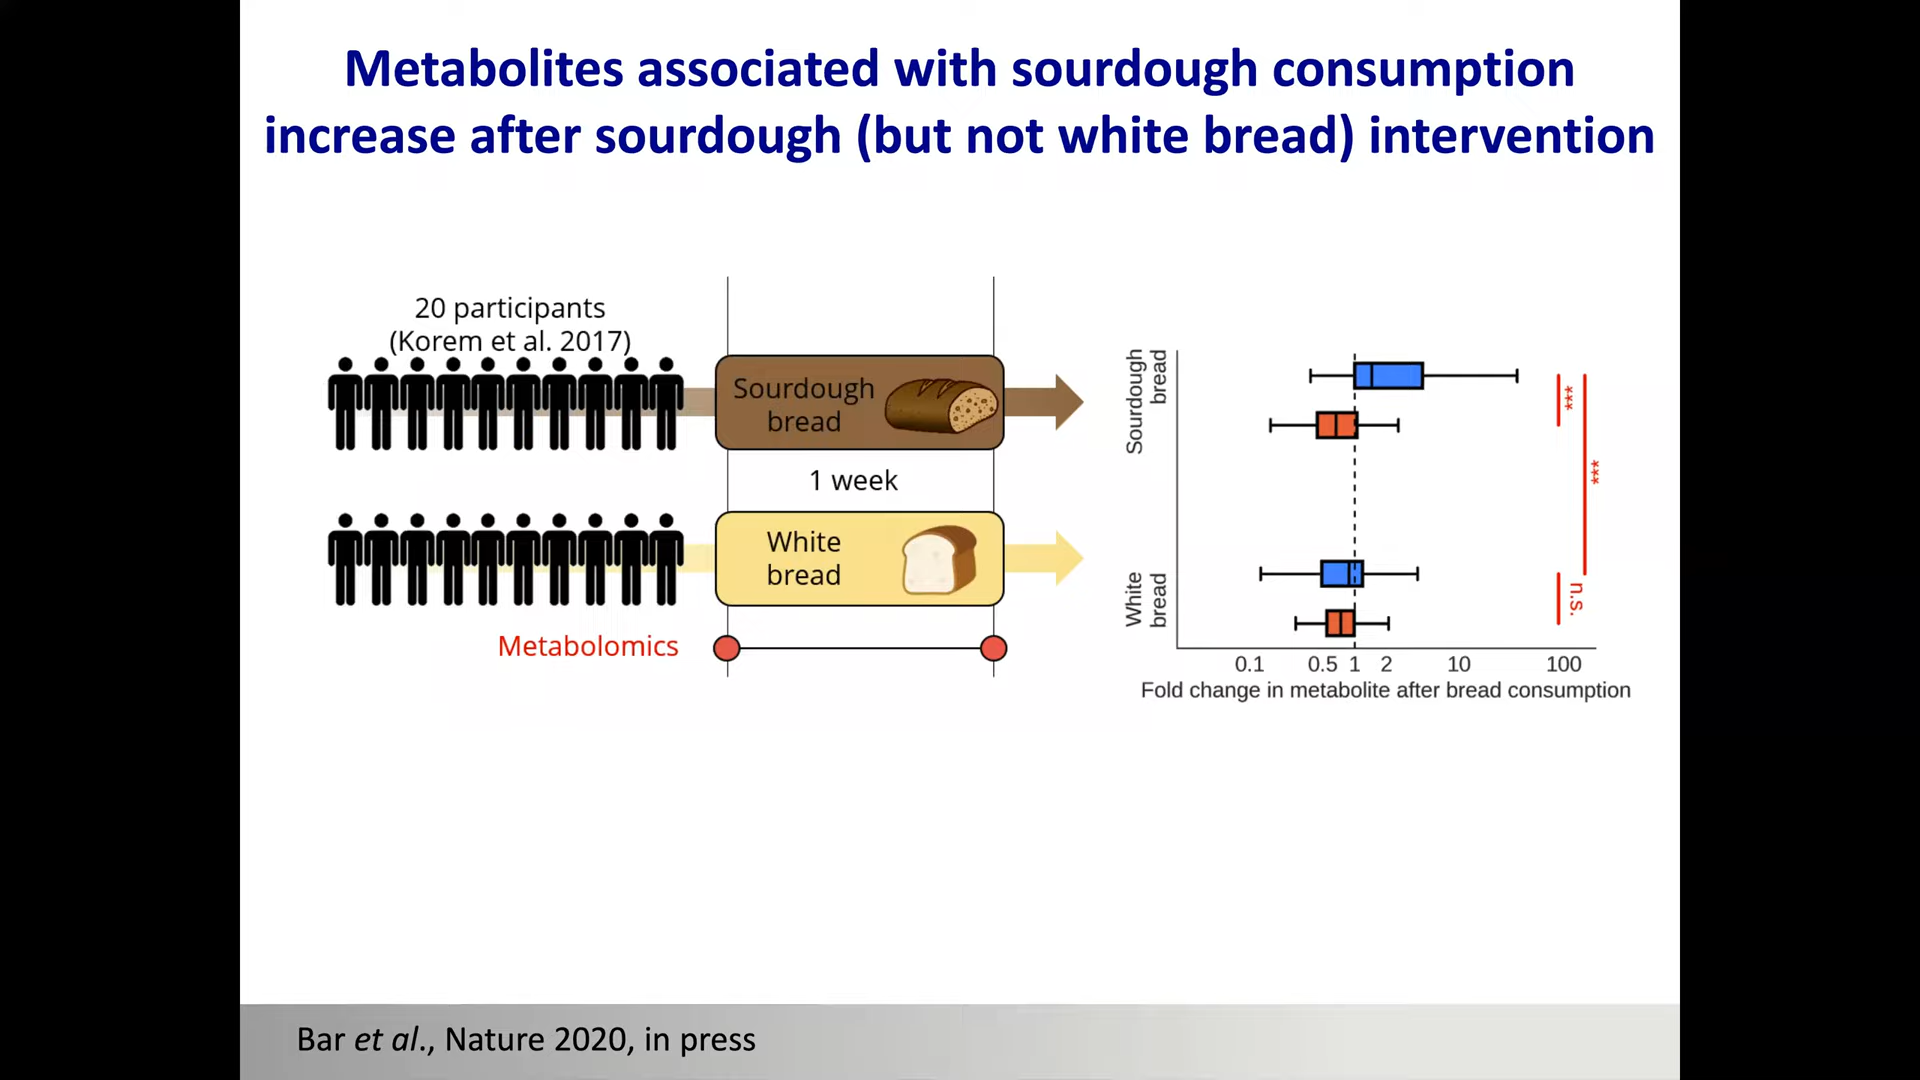 Metabolites associated with sourdough consumption
increase after sourdough (but not white bread) intervention
20 participants
(Korem et al. 2017)
Sourdough
bread
1 week
White
bread
Metabolomics
Sourdough
bread
White
bread
***
***
n.s.
0.1 0.5 1 2 10 100
Fold change in metabolite after bread consumption
Bar et al., Nature 2020, in press